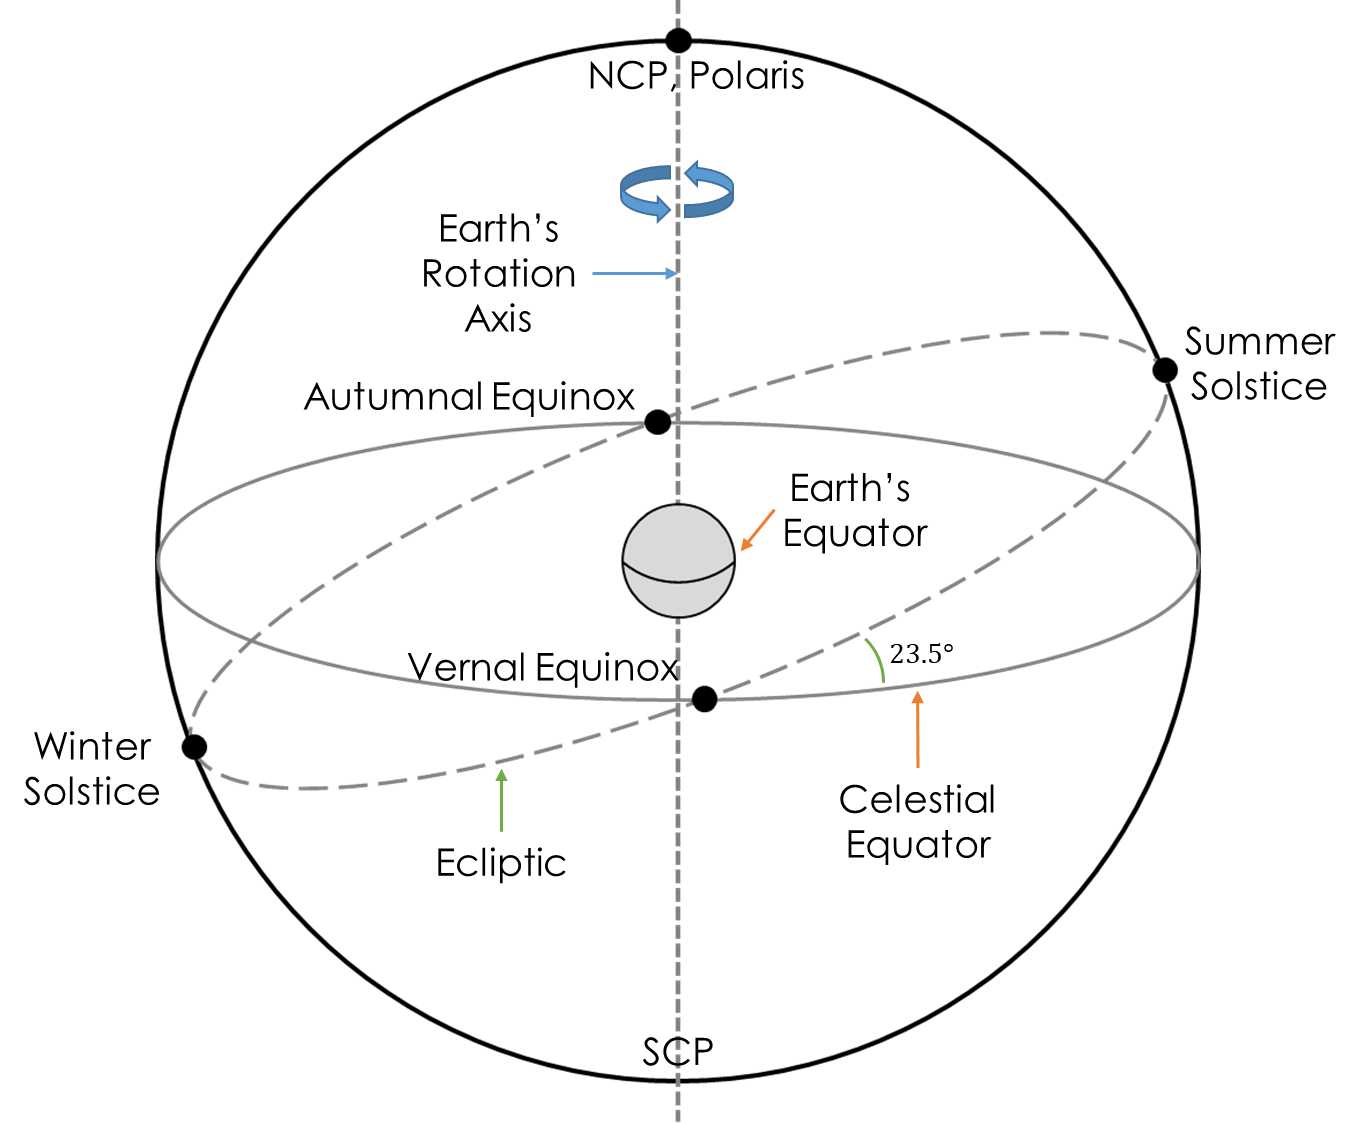 NCP, Polaris
Earth's
Rotation
Axis
Summer
Solstice
Autumnal Equinox
Earth's
Equator
23.5°
Vernal Equinox
Winter
Solstice
Celestial
Equator
Ecliptic
SCP